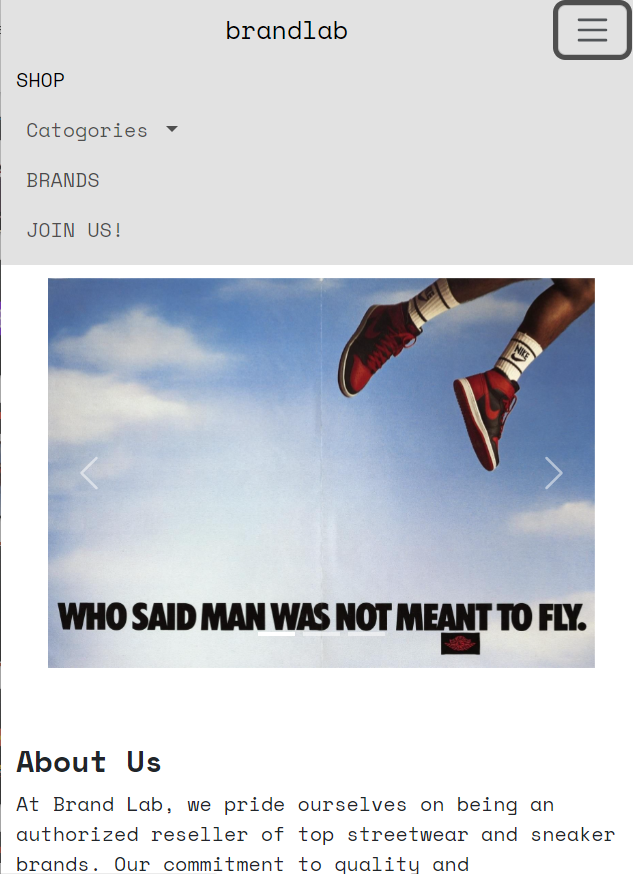 brandlab
SHOP
Catogories
BRANDS
JOIN US!
NIKE
WHO SAID MAN WAS NOT MEANT TO FLY.
About Us
At Brand Lab, we pride ourselves on being an
authorized reseller of top streetwear and sneaker
brands. Our commitment to quality and